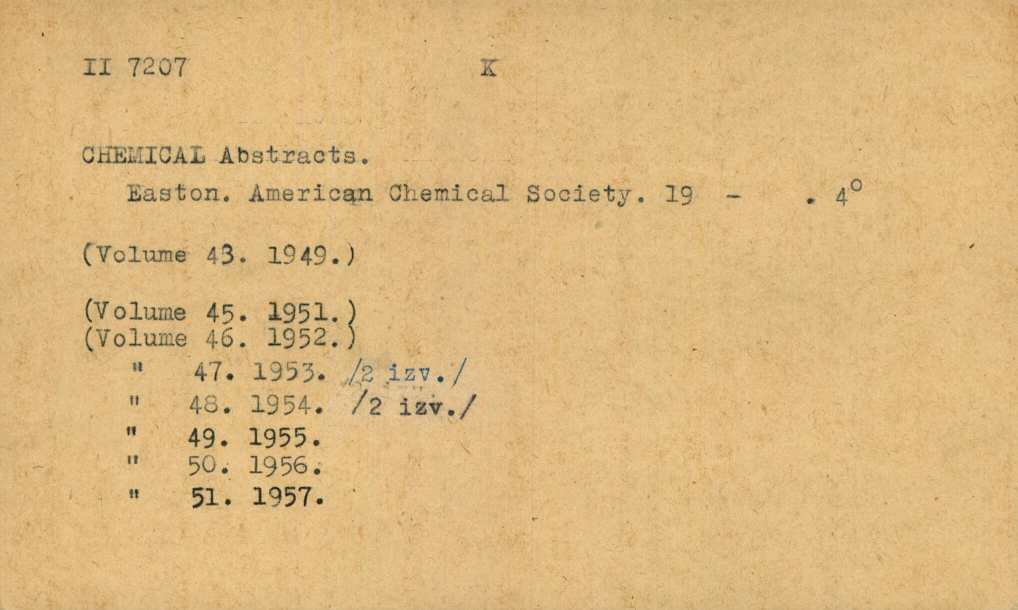 II 7207 K
CHEMICAL Abstracts.
Easton. American Chemical Society. 19 - . 4°
(Volume 43. 1949.)
(Volume 45. 1951.)
(Volume 46. 1952.)
" 47. 1953. /2 izv./
" 48. 1954. /2 izv./
" 49. 1955.
" 50. 1956.
" 51. 1957.